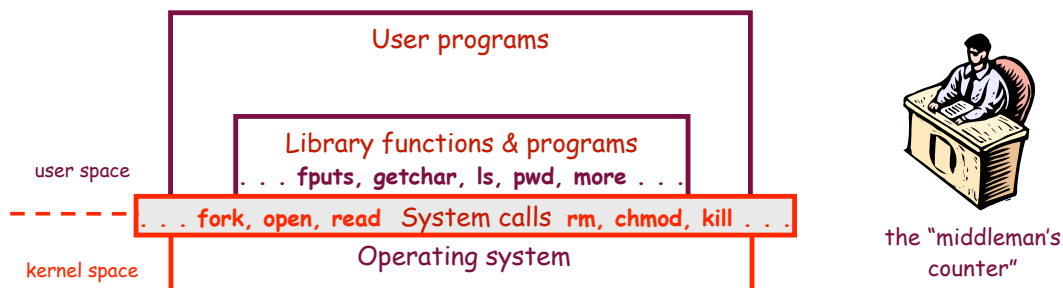 User programs
Library functions & programs
. . . fputs, getchar, ls, pwd, more . . .
user space
. . . fork, open, read System calls rm, chmod, kill . . .
Operating system
kernel space
the “middleman’s
counter”